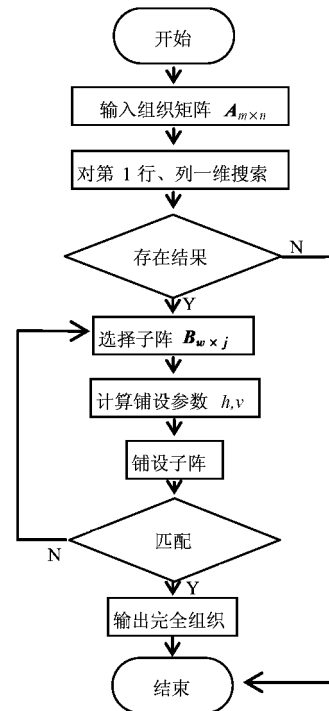 开始
输入组织矩阵 A m×n
对第 1 行、列一维搜索
存在结果
N
Y
选择子阵 B w×j
计算铺设参数 h,v
铺设子阵
匹配
N
Y
输出完全组织
结束